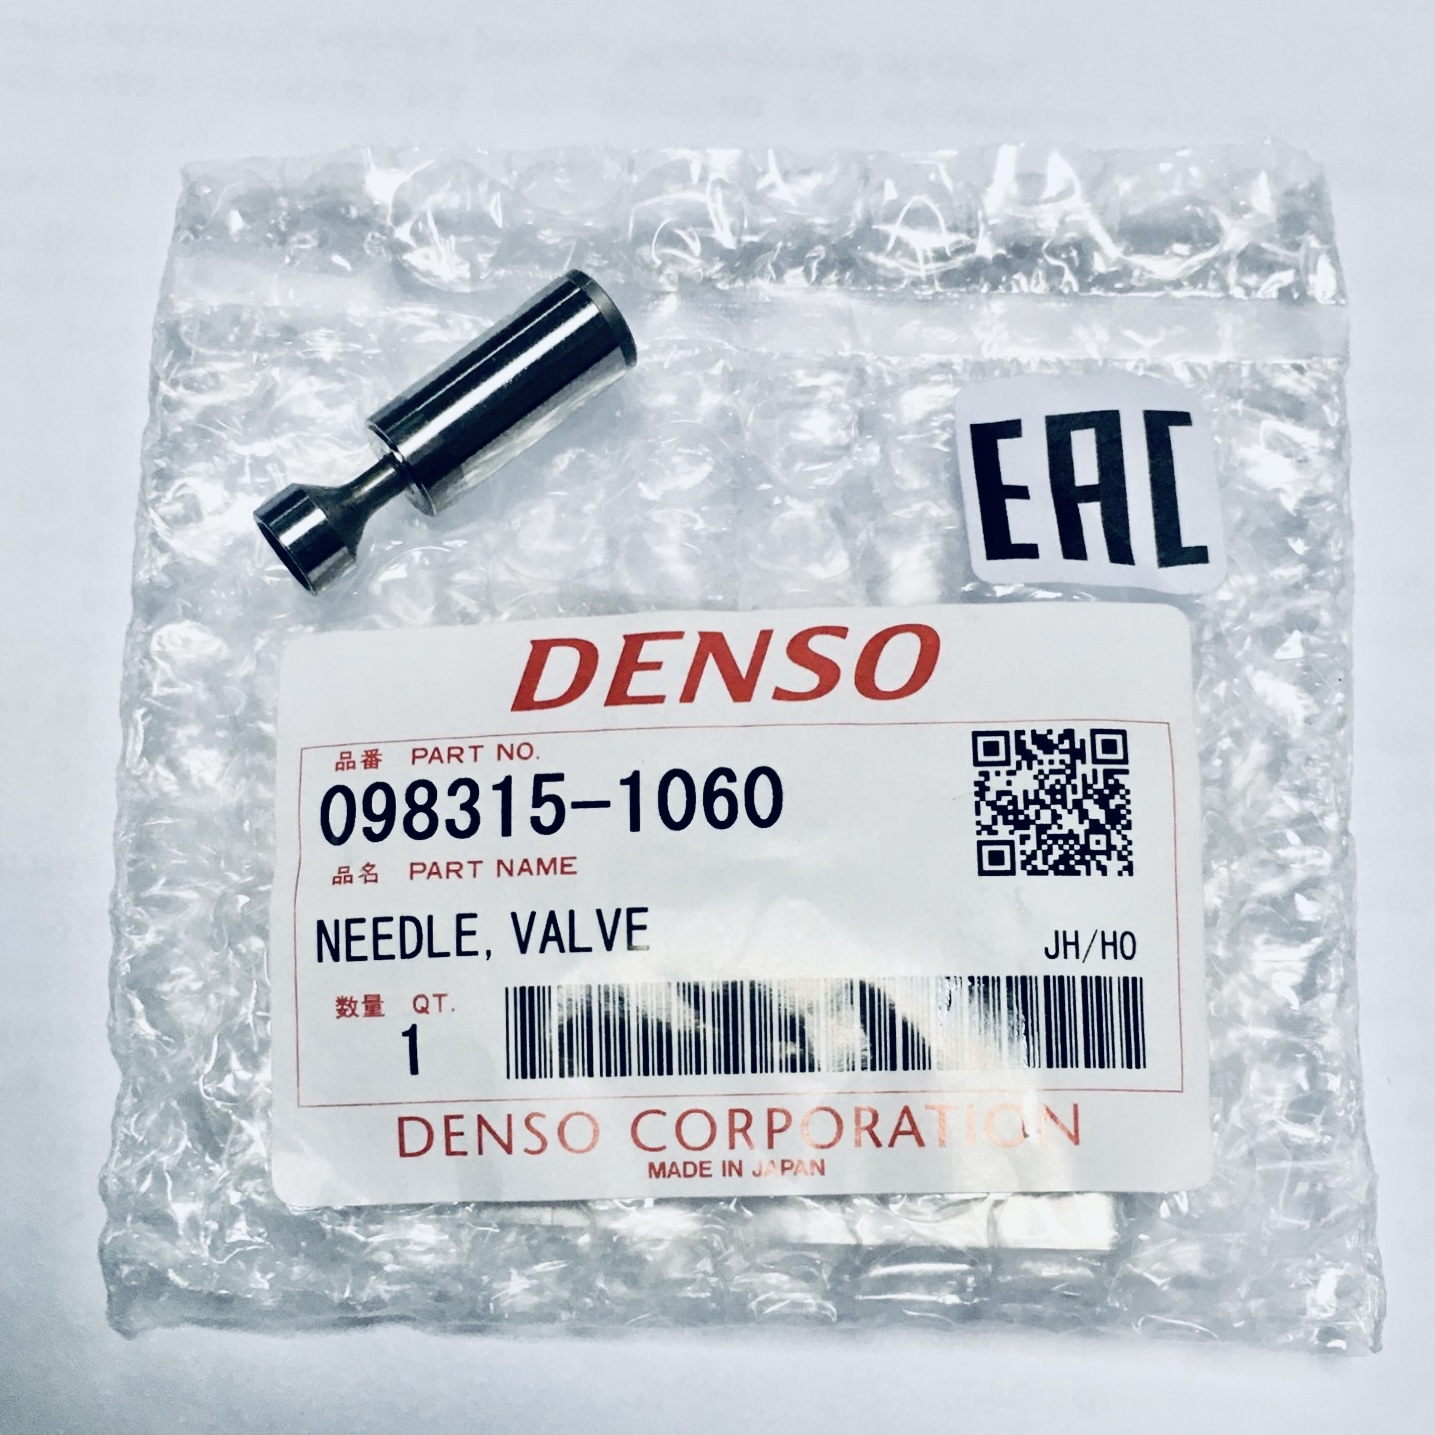 EAC
DENSO
品番 PART NO.
098315-1060
品名 PART NAME
NEEDLE, VALVE
JH/HO
数量 QT.
1
DENSO CORPORATION
MADE IN JAPAN